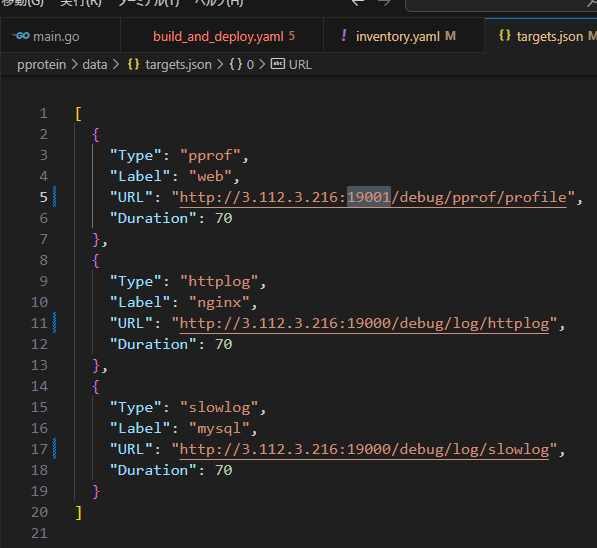 移動(G) 実行(R) ターミナル(T) ヘルプ(H)
main.go build_and_deploy.yaml 5 ! inventory.yaml M {} targets.json M
pprotein > data > {} targets.json > {} 0 > abc URL
1 [
2 {
3 "Type": "pprof",
4 "Label": "web",
5 "URL": "http://3.112.3.216:19001/debug/pprof/profile",
6 "Duration": 70
7 },
8 {
9 "Type": "httplog",
10 "Label": "nginx",
11 "URL": "http://3.112.3.216:19000/debug/log/httplog",
12 "Duration": 70
13 },
14 {
15 "Type": "slowlog",
16 "Label": "mysql",
17 "URL": "http://3.112.3.216:19000/debug/log/slowlog",
18 "Duration": 70
19 }
20 ]
21